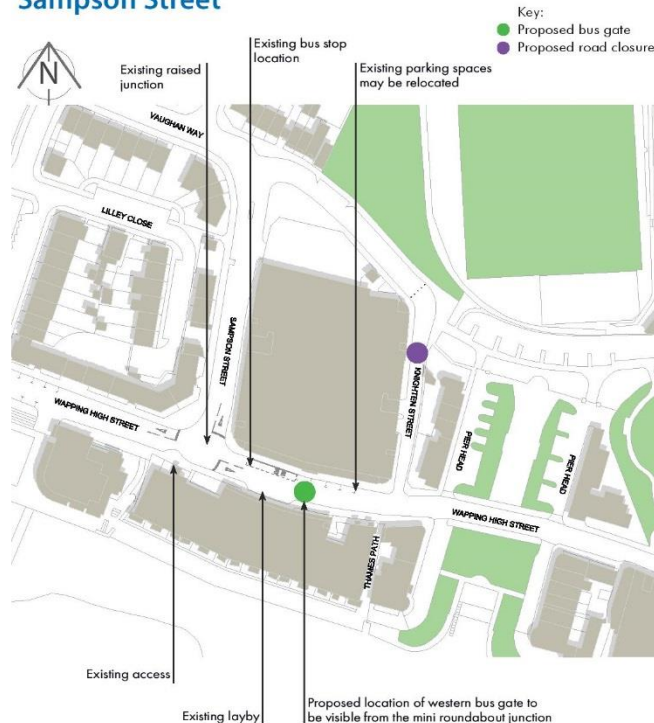 Sampson Street
Key:
Proposed bus gate
Proposed road closure
Existing bus stop
location
Existing raised
junction
Existing parking spaces
may be relocated
N
VAUGHAN WAY
LILLEY CLOSE
SAMPSON STREET
KNIGHTEN STREET
WAPPING HIGH STREET
PIER HEAD
PIER HEAD
WAPPING HIGH STREET
THAMES PATH
Existing access
Existing layby
Proposed location of western bus gate to
be visible from the mini roundabout junction